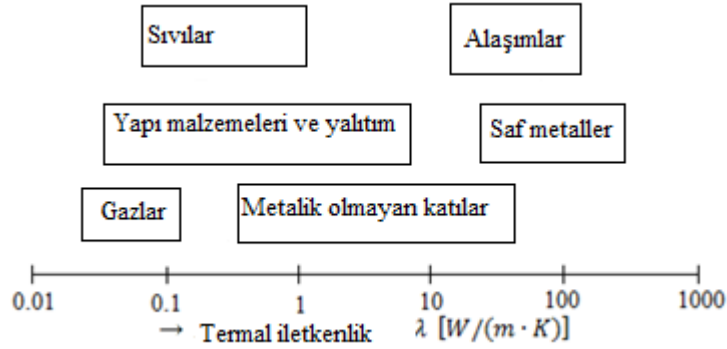 Sıvılar
Alaşımlar
Yapı malzemeleri ve yalıtım
Saf metaller
Gazlar
Metalik olmayan katılar
0.01 0.1 1 10 100 1000
→ Termal iletkenlik λ [W/(m · K)]